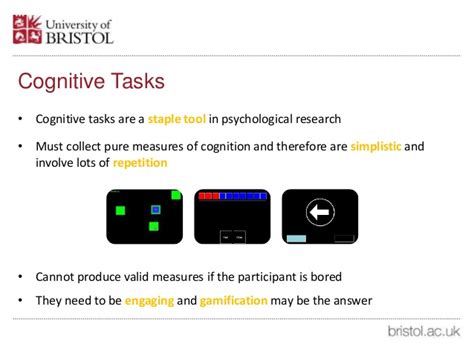 University of
BRISTOL
Cognitive Tasks
• Cognitive tasks are a staple tool in psychological research
• Must collect pure measures of cognition and therefore are simplistic and
involve lots of repetition
• Cannot produce valid measures if the participant is bored
• They need to be engaging and gamification may be the answer
bristol.ac.uk